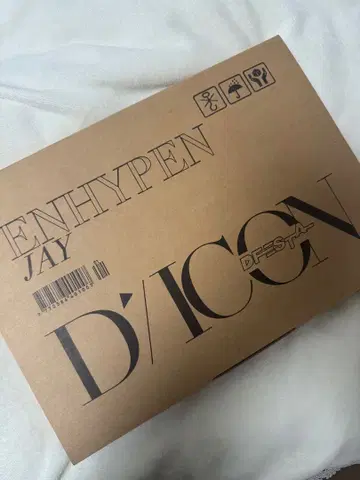 ENHYPEN
JAY
D'/ICON
DFESTA